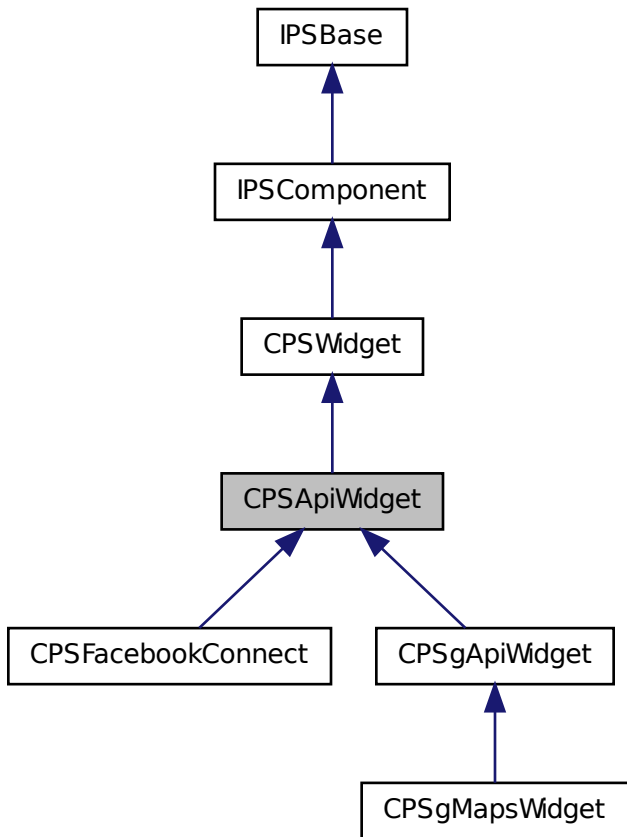 IPSBase
IPSComponent
CPSWidget
CPSApiWidget
CPSFacebookConnect
CPSgApiWidget
CPSgMapsWidget